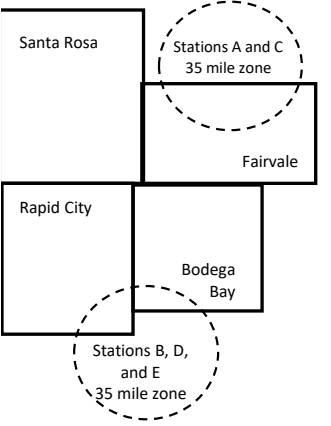 Santa Rosa
Stations A and C
35 mile zone
Fairvale
Rapid City
Bodega
Bay
Stations B, D,
and E
35 mile zone